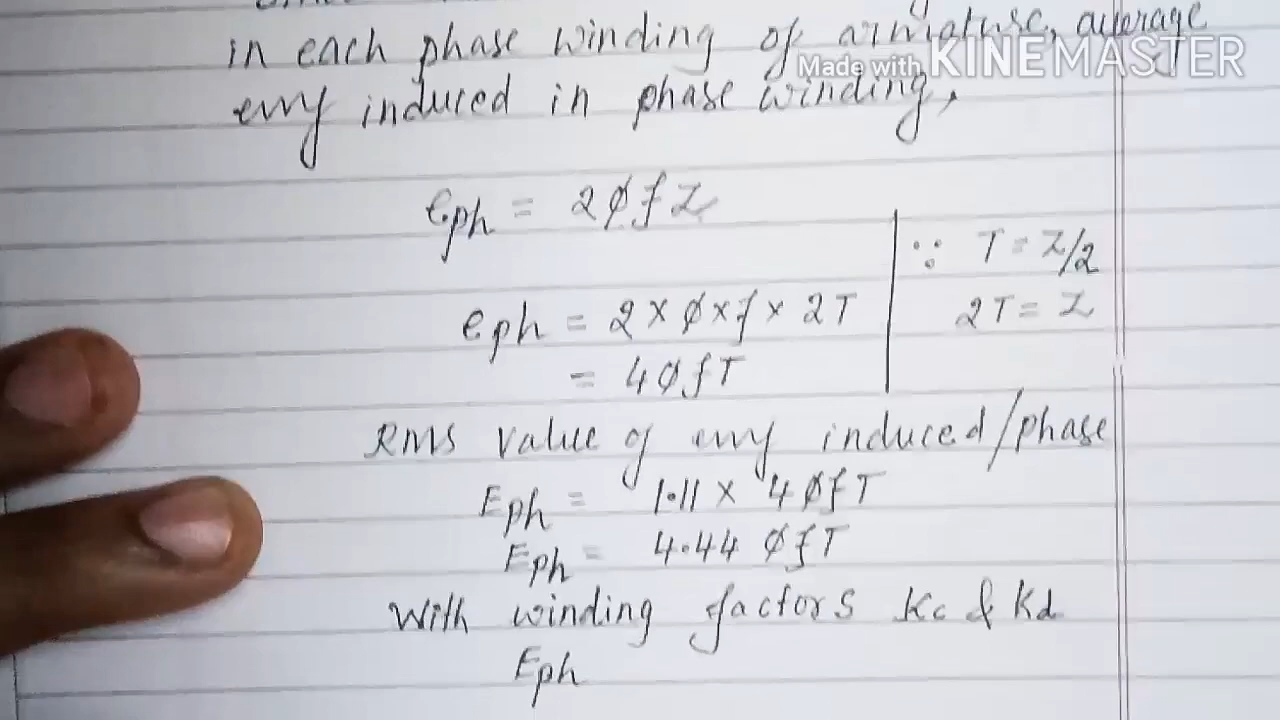 in each phase winding of armature, average
Made with KINEMASTER
emf induced in phase winding,
eph = 2φfZ
∵ T = Z/2
eph = 2 × φ × f × 2T
2T = Z
= 4φfT
RMS value of emf induced/phase
Eph = 1.11 × 4φfT
Eph = 4.44 φfT
With winding factors Kc & Kd
Eph